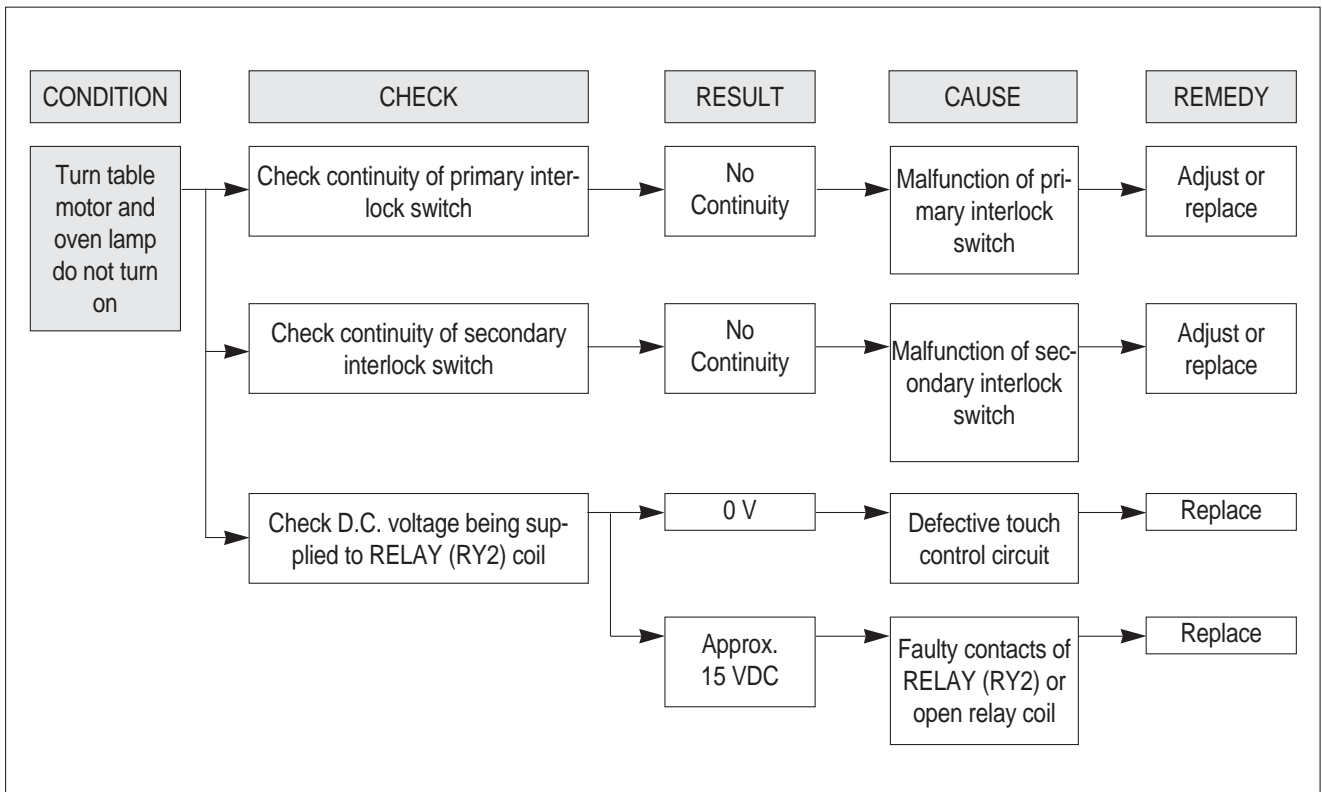 CONDITION
CHECK
RESULT
CAUSE
REMEDY
Turn table
motor and
oven lamp
do not turn
on
Check continuity of primary inter-
lock switch
No
Continuity
Malfunction of pri-
mary interlock
switch
Adjust or
replace
Check continuity of secondary
interlock switch
No
Continuity
Malfunction of sec-
ondary interlock
switch
Adjust or
replace
Check D.C. voltage being sup-
plied to RELAY (RY2) coil
0 V
Defective touch
control circuit
Replace
Approx.
15 VDC
Faulty contacts of
RELAY (RY2) or
open relay coil
Replace